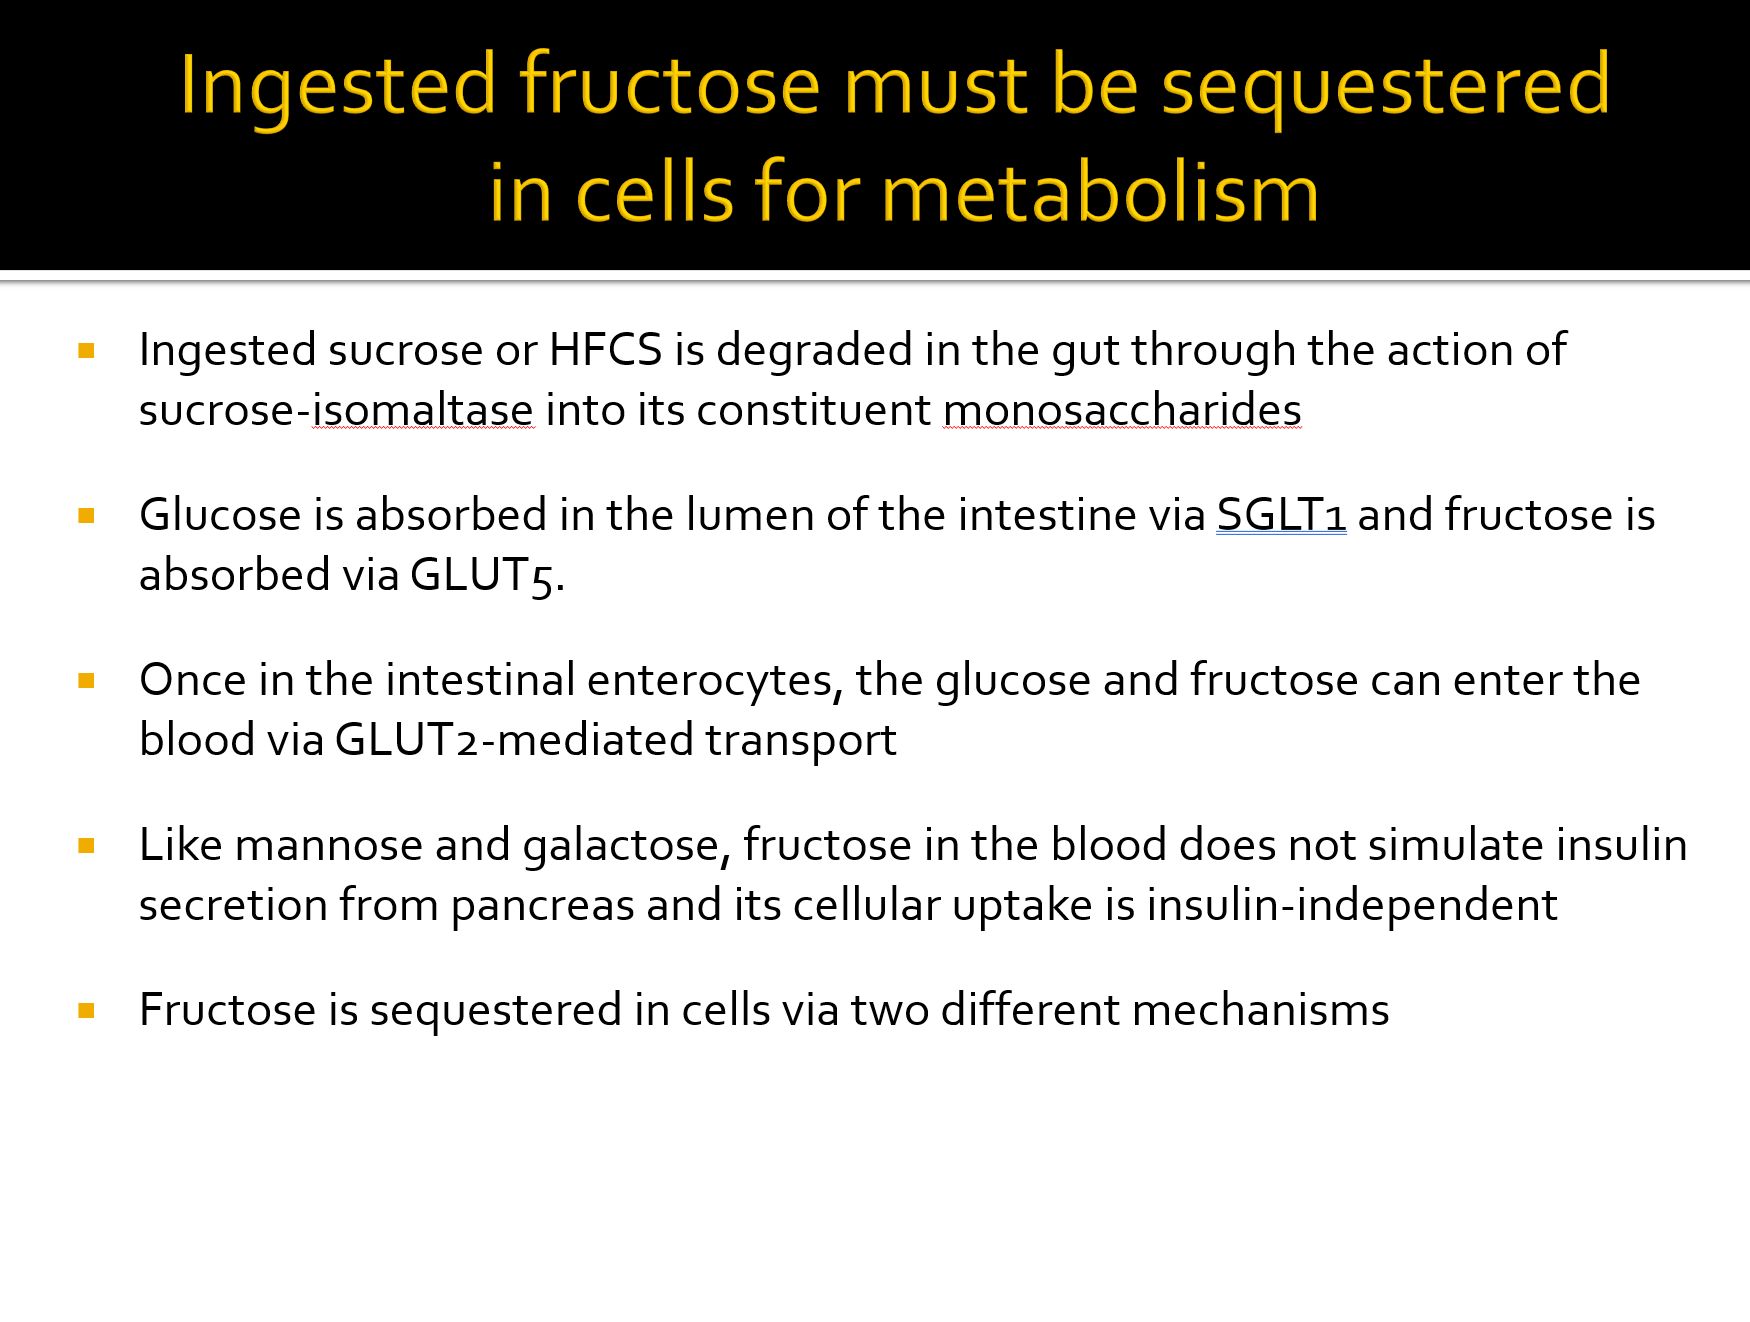 Ingested fructose must be sequestered
in cells for metabolism
Ingested sucrose or HFCS is degraded in the gut through the action of
sucrose-isomaltase into its constituent monosaccharides
Glucose is absorbed in the lumen of the intestine via SGLT1 and fructose is
absorbed via GLUT5.
Once in the intestinal enterocytes, the glucose and fructose can enter the
blood via GLUT2-mediated transport
Like mannose and galactose, fructose in the blood does not simulate insulin
secretion from pancreas and its cellular uptake is insulin-independent
Fructose is sequestered in cells via two different mechanisms